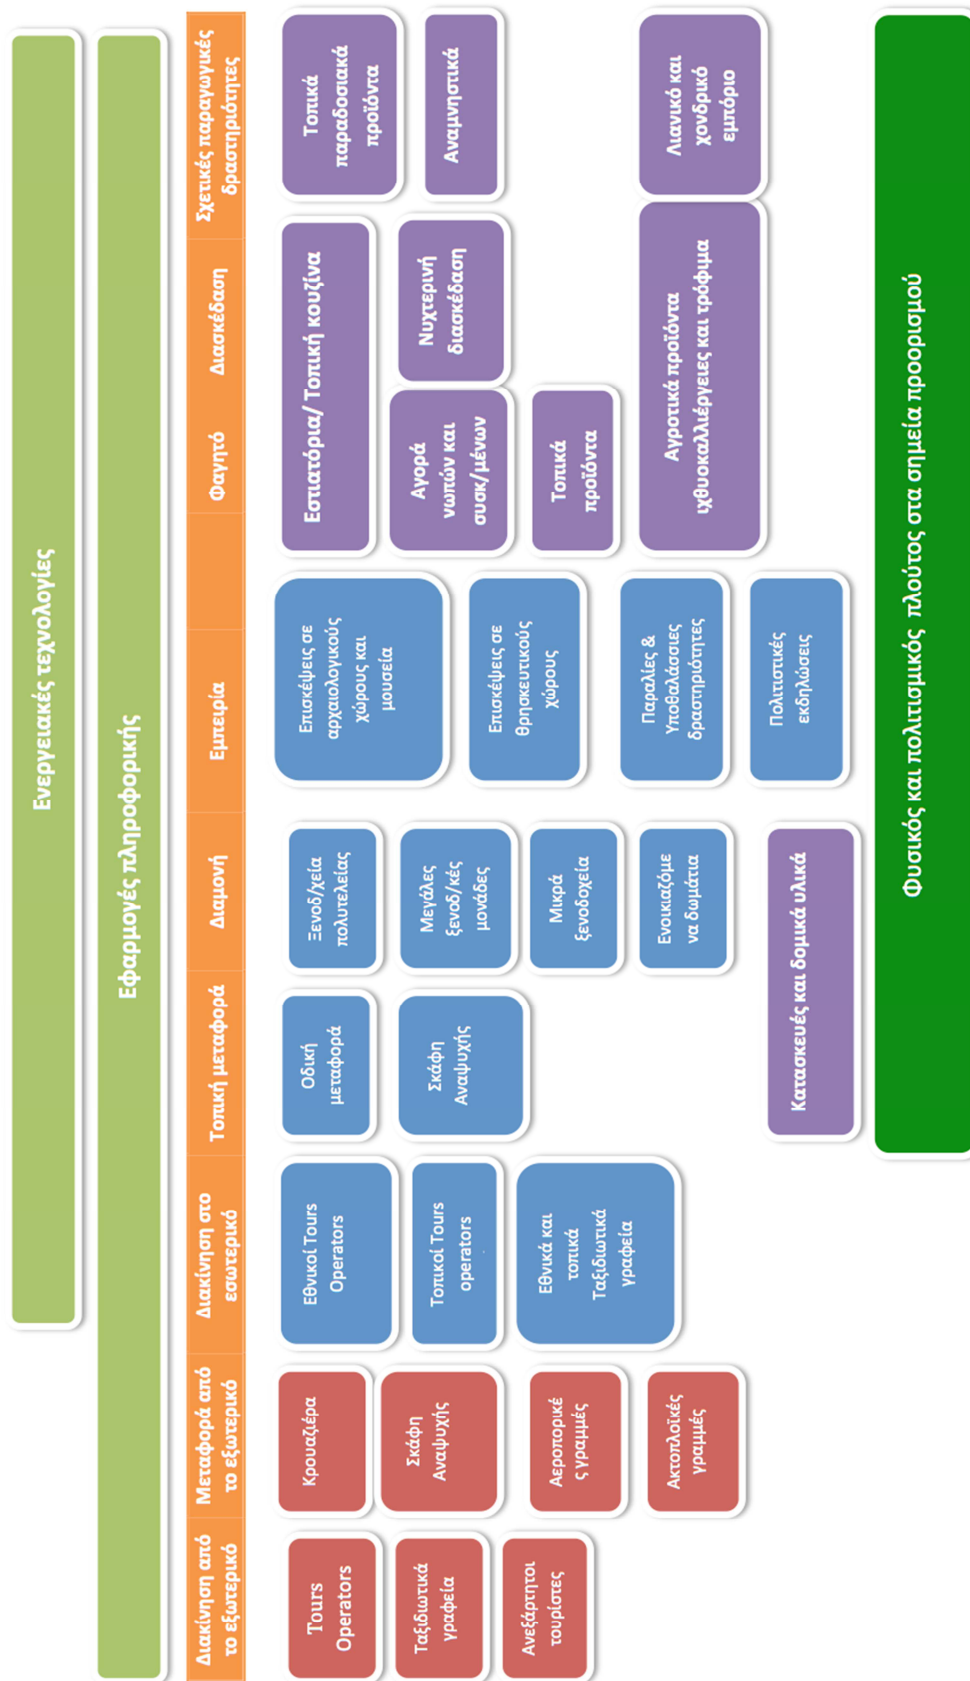 Ενεργειακές τεχνολογίες
Εφαρμογές πληροφορικής
Διακίνηση από
το εξωτερικό
Μεταφορά από
το εξωτερικό
Διακίνηση στο
εσωτερικό
Τοπική μεταφορά
Διαμονή
Εμπειρία
Φαγητό
Διασκέδαση
Σχετικές παραγωγικές
δραστηριότητες
Tours
Operators
Ταξιδιωτικά
γραφεία
Ανεξάρτητοι
τουρίστες
Κρουαζιέρα
Σκάφη
Αναψυχής
Αεροπορικέ
ς γραμμές
Ακτοπλοϊκές
γραμμές
Εθνικοί Tours
Operators
Τοπικοί Tours
operators
Εθνικά και
τοπικά
Ταξιδιωτικά
γραφεία
Οδική
μεταφορά
Σκάφη
Αναψυχής
Ξενοδ/χεία
πολυτελείας
Μεγάλες
ξενοδ/κές
μονάδες
Μικρά
ξενοδοχεία
Ενοικιαζόμε
να δωμάτια
Κατασκευές και δομικά υλικά
Επισκέψεις σε
αρχαιολογικούς
χώρους και
μουσεία
Επισκέψεις σε
θρησκευτικούς
χώρους
Παραλίες &
Υποθαλάσσιες
δραστηριότητες
Πολιτιστικές
εκδηλώσεις
Εστιατόρια/ Τοπική κουζίνα
Αγορά
νωπών και
συσκ/μένων
Νυχτερινή
διασκέδαση
Τοπικά
προϊόντα
Αγροτικά προϊόντα
ιχθυοκαλλιέργειες και τρόφιμα
Τοπικά
παραδοσιακά
προϊόντα
Αναμνηστικά
Λιανικό και
χονδρικό
εμπόριο
Φυσικός και πολιτισμικός πλούτος στα σημεία προορισμού